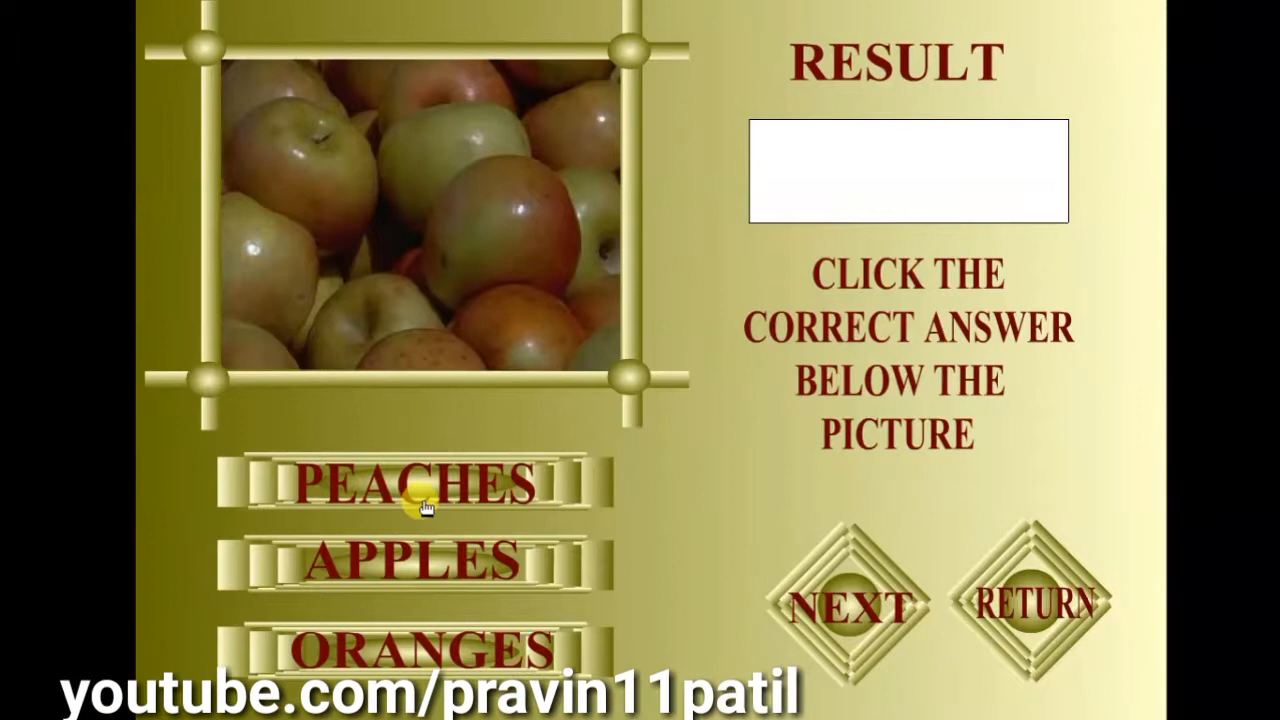 RESULT
CLICK THE
CORRECT ANSWER
BELOW THE
PICTURE
PEACHES
APPLES
ORANGES
NEXT
RETURN
youtube.com/pravin11patil